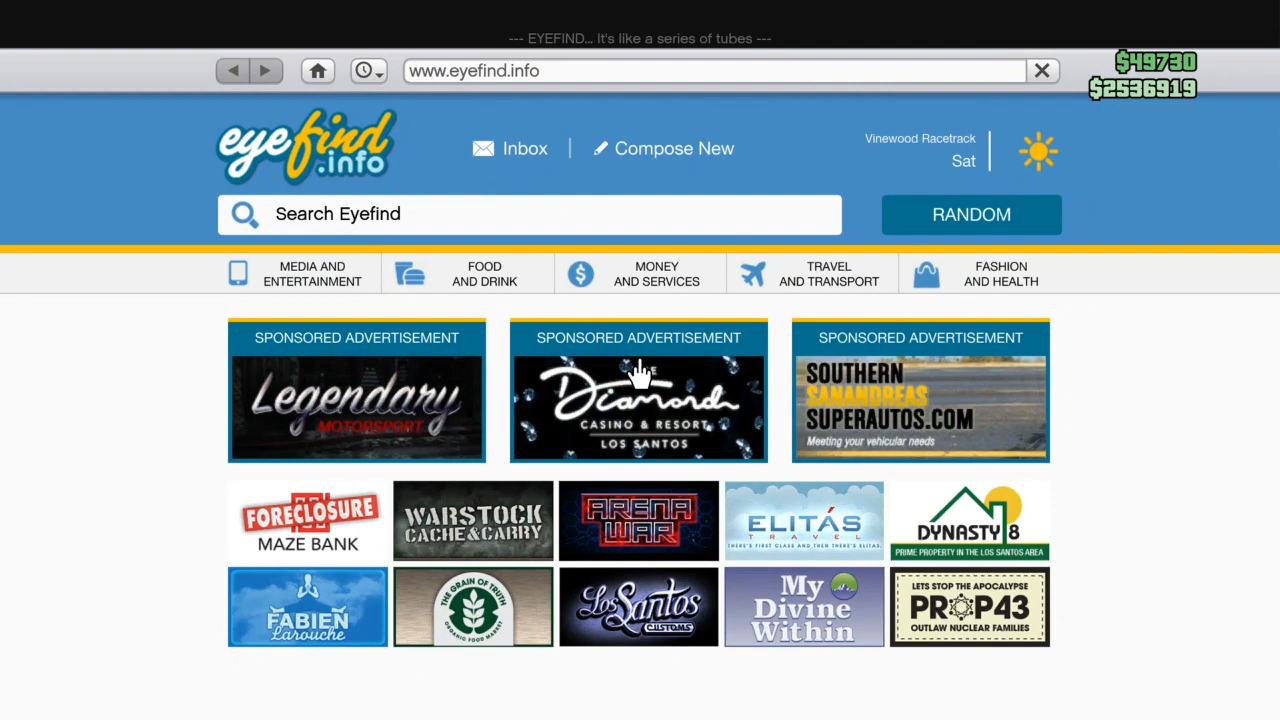 --- EYEFIND... It's like a series of tubes ---
www.eyefind.info
$49730
$2536919
eyefind
.info
Inbox
Compose New
Vinewood Racetrack
Sat
Search Eyefind
RANDOM
MEDIA AND
ENTERTAINMENT
FOOD
AND DRINK
MONEY
AND SERVICES
TRAVEL
AND TRANSPORT
FASHION
AND HEALTH
SPONSORED ADVERTISEMENT
Legendary
MOTORSPORT
SPONSORED ADVERTISEMENT
Diamond
CASINO & RESORT
LOS SANTOS
SPONSORED ADVERTISEMENT
SOUTHERN
SANANDREAS
SUPERAUTOS.COM
Meeting your vehicular needs
FORECLOSURE
MAZE BANK
WARSTOCK
CACHE&CARRY
ARENA
WAR
ELITÁS
TRAVEL
THERE'S FIRST CLASS AND THEN THERE'S ELITAS.
DYNASTY 8
PRIME PROPERTY IN THE LOS SANTOS AREA
FABIEN
Larouche
THE GRAIN OF TRUTH
ORGANIC FOOD MARKET
Los Santos
CUSTOMS
My
Divine
Within
LETS STOP THE APOCALYPSE
PROP43
OUTLAW NUCLEAR FAMILIES